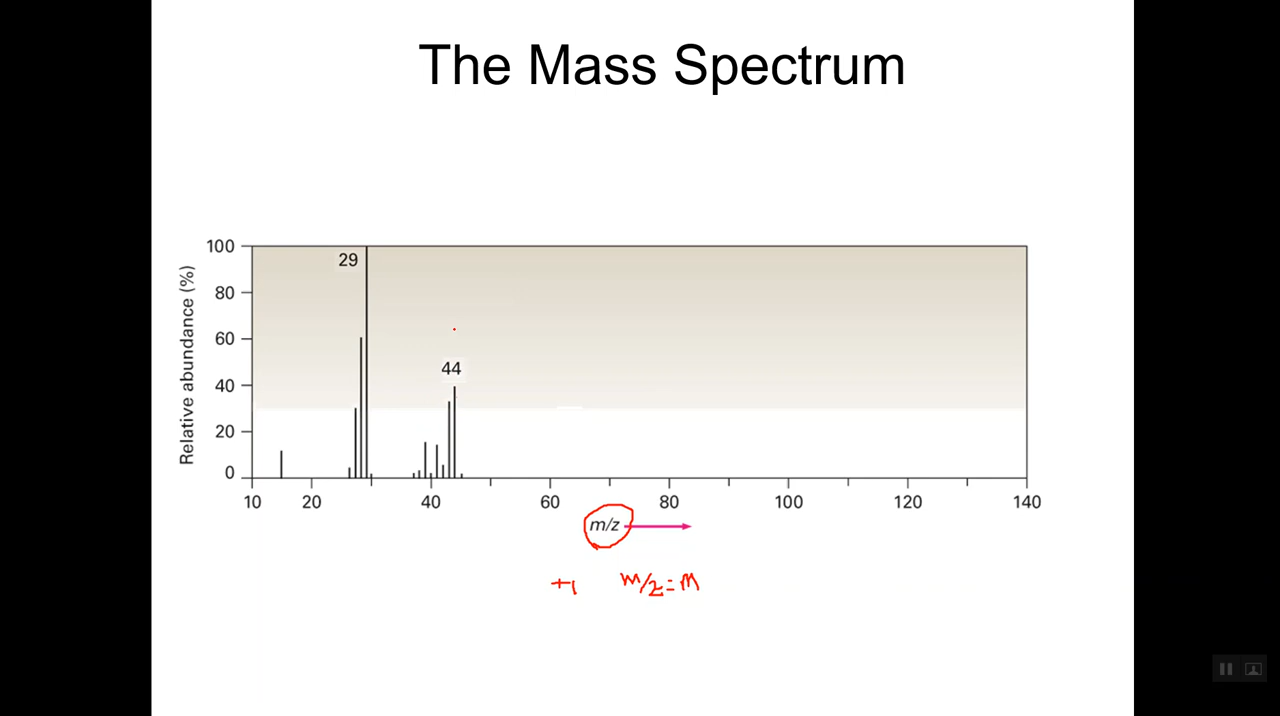 The Mass Spectrum
Relative abundance (%)
100
80
60
40
20
0
29
44
10 20 40 60 80 100 120 140
m/z
+1 m/z=m